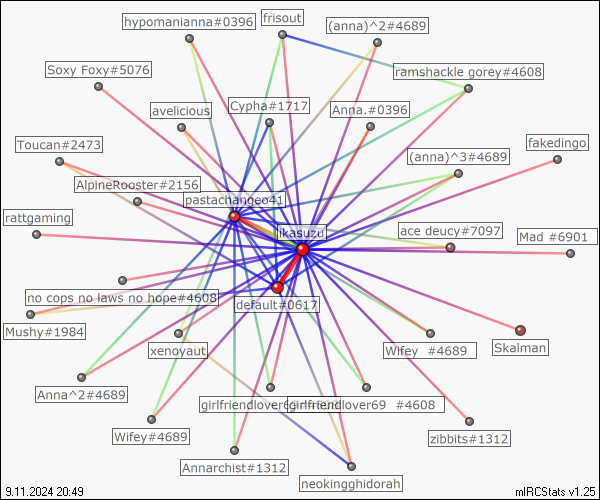 hypomanianna#0396
frisout
(anna)^2#4689
Soxy Foxy#5076
ramshackle gorey#4608
avelicious
Cypha#1717
Anna.#0396
Toucan#2473
(anna)^3#4689
fakedingo
AlpineRooster#2156
pastachangeo41
rattgaming
ikasuzu
ace deucy#7097
Mad #6901
no cops no laws no hope#4608
default#0617
Mushy#1984
xenoyaut
Wifey #4689
Skalman
Anna^2#4689
girlfriendlover69 #4608
Wifey#4689
zibbits#1312
Annarchist#1312
neokingghidorah
9.11.2024 20:49
mIRCStats v1.25